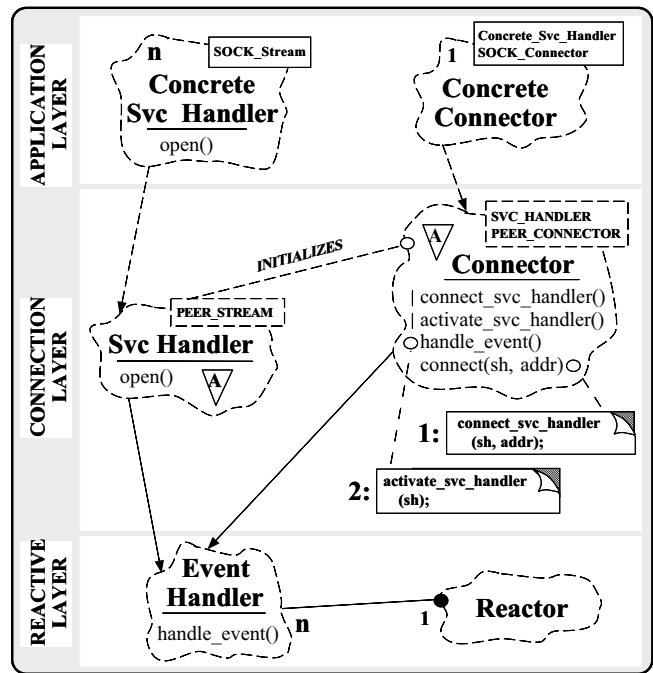 APPLICATION
LAYER
n
SOCK_Stream
Concrete
Svc Handler
open()
1
Concrete_Svc_Handler
SOCK_Connector
Concrete
Connector
CONNECTION
LAYER
INITIALIZES
A
SVC_HANDLER
PEER_CONNECTOR
Connector
| connect_svc_handler()
| activate_svc_handler()
handle_event()
connect(sh, addr)
PEER_STREAM
Svc Handler
open()
A
1:
connect_svc_handler
(sh, addr);
2:
activate_svc_handler
(sh);
REACTIVE
LAYER
Event
Handler
handle_event()
n
1
Reactor